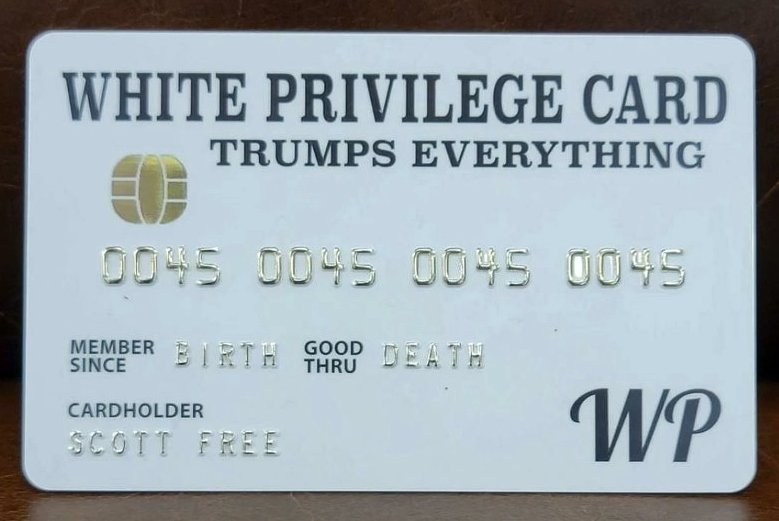 WHITE PRIVILEGE CARD
TRUMPS EVERYTHING
0045 0045 0045 0045
MEMBER SINCE BIRTH GOOD THRU DEATH
CARDHOLDER
SCOTT FREE
WP